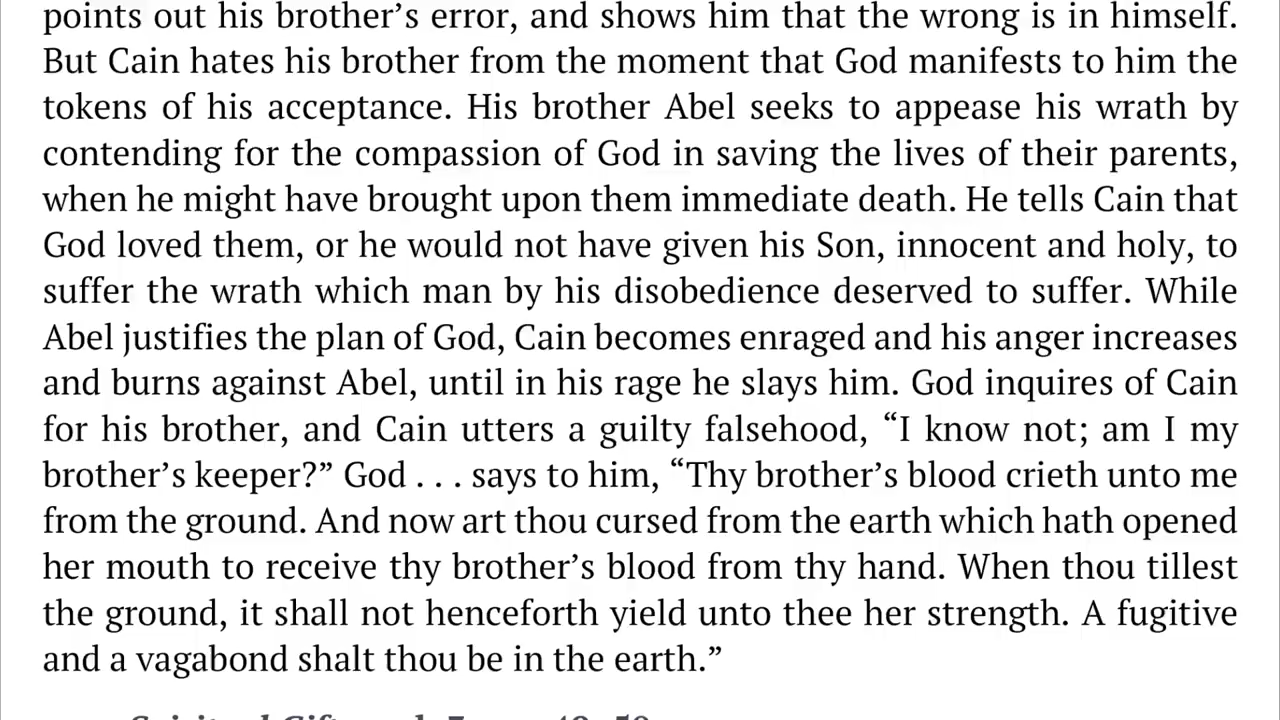 points out his brother’s error, and shows him that the wrong is in himself.
But Cain hates his brother from the moment that God manifests to him the
tokens of his acceptance. His brother Abel seeks to appease his wrath by
contending for the compassion of God in saving the lives of their parents,
when he might have brought upon them immediate death. He tells Cain that
God loved them, or he would not have given his Son, innocent and holy, to
suffer the wrath which man by his disobedience deserved to suffer. While
Abel justifies the plan of God, Cain becomes enraged and his anger increases
and burns against Abel, until in his rage he slays him. God inquires of Cain
for his brother, and Cain utters a guilty falsehood, “I know not; am I my
brother’s keeper?” God . . . says to him, “Thy brother’s blood crieth unto me
from the ground. And now art thou cursed from the earth which hath opened
her mouth to receive thy brother’s blood from thy hand. When thou tillest
the ground, it shall not henceforth yield unto thee her strength. A fugitive
and a vagabond shalt thou be in the earth.”